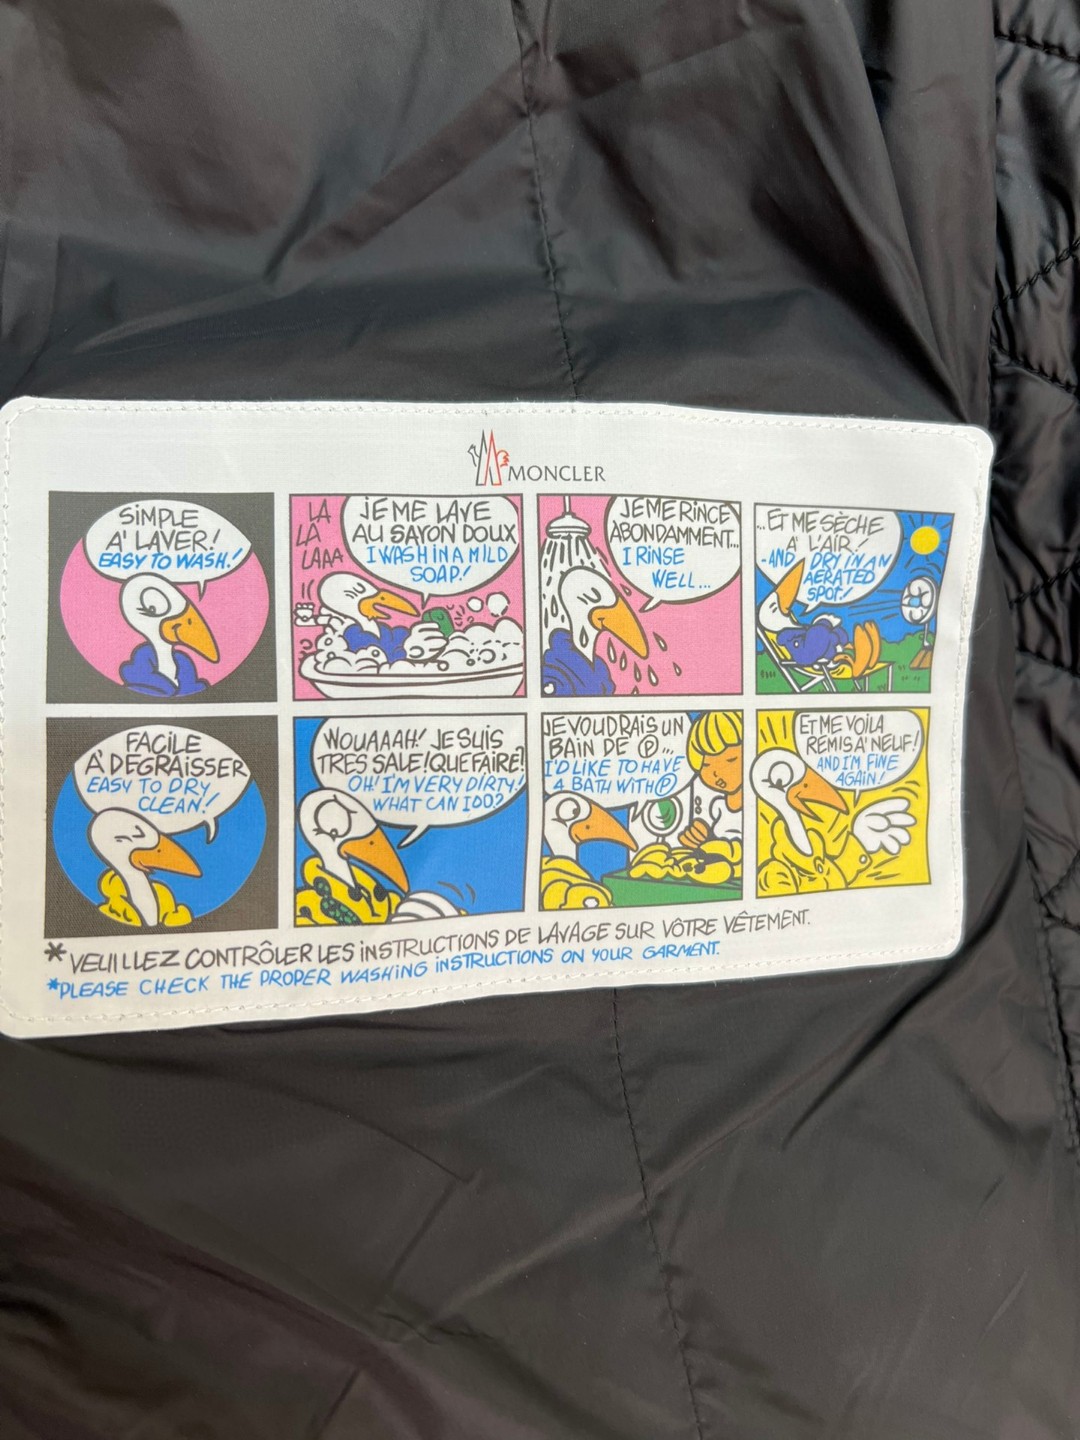 MONCLER
SIMPLE
A' LAVER!
EASY TO WASH!
LA
LA
LAAA
JE ME LAVE
AU SAVON DOUX
I WASH IN A MILD
SOAP!
JE ME RINCE
ABONDAMMENT...
I RINSE
WELL...
...ET ME SÈCHE
A' L'AIR!
-AND I DRY IN AN
AERATED
SPOT!
FACILE
A' DÉGRAISSER
EASY TO DRY
CLEAN!
WOUAAAH! JE SUIS
TRES SALE! QUE FAIRE?
OH! I'M VERY DIRTY!
WHAT CAN I DO?
JE VOUDRAIS UN
BAIN DE Ⓟ...
I'D LIKE TO HAVE
A BATH WITH Ⓟ
ET ME VOILA
REMIS A' NEUF!
AND I'M FINE
AGAIN!
*VEUILLEZ CONTRÔLER LES INSTRUCTIONS DE LAVAGE SUR VÔTRE VÊTEMENT.
*PLEASE CHECK THE PROPER WASHING INSTRUCTIONS ON YOUR GARMENT.